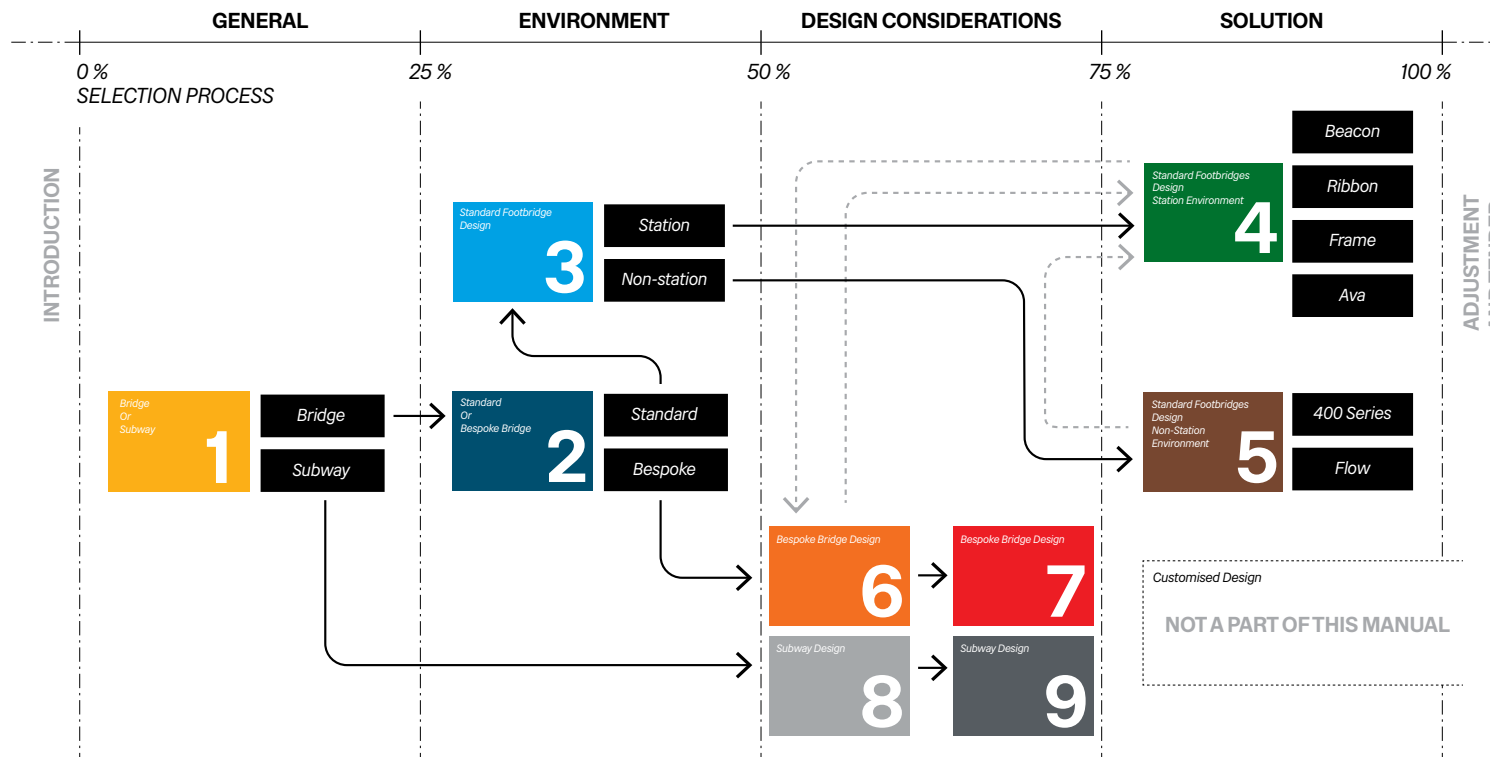 GENERAL
ENVIRONMENT
DESIGN CONSIDERATIONS
SOLUTION
0 %
25 %
50 %
75 %
100 %
SELECTION PROCESS
INTRODUCTION
Bridge
Or
Subway
1
Bridge
Subway
Standard Footbridge
Design
3
Station
Non-station
Standard
Or
Bespoke Bridge
2
Standard
Bespoke
Bespoke Bridge Design
6
Bespoke Bridge Design
7
Subway Design
8
Subway Design
9
Standard Footbridges
Design
Station Environment
4
Beacon
Ribbon
Frame
Ava
Standard Footbridges
Design
Non-Station
Environment
5
400 Series
Flow
Customised Design
NOT A PART OF THIS MANUAL
ADJUSTMENT